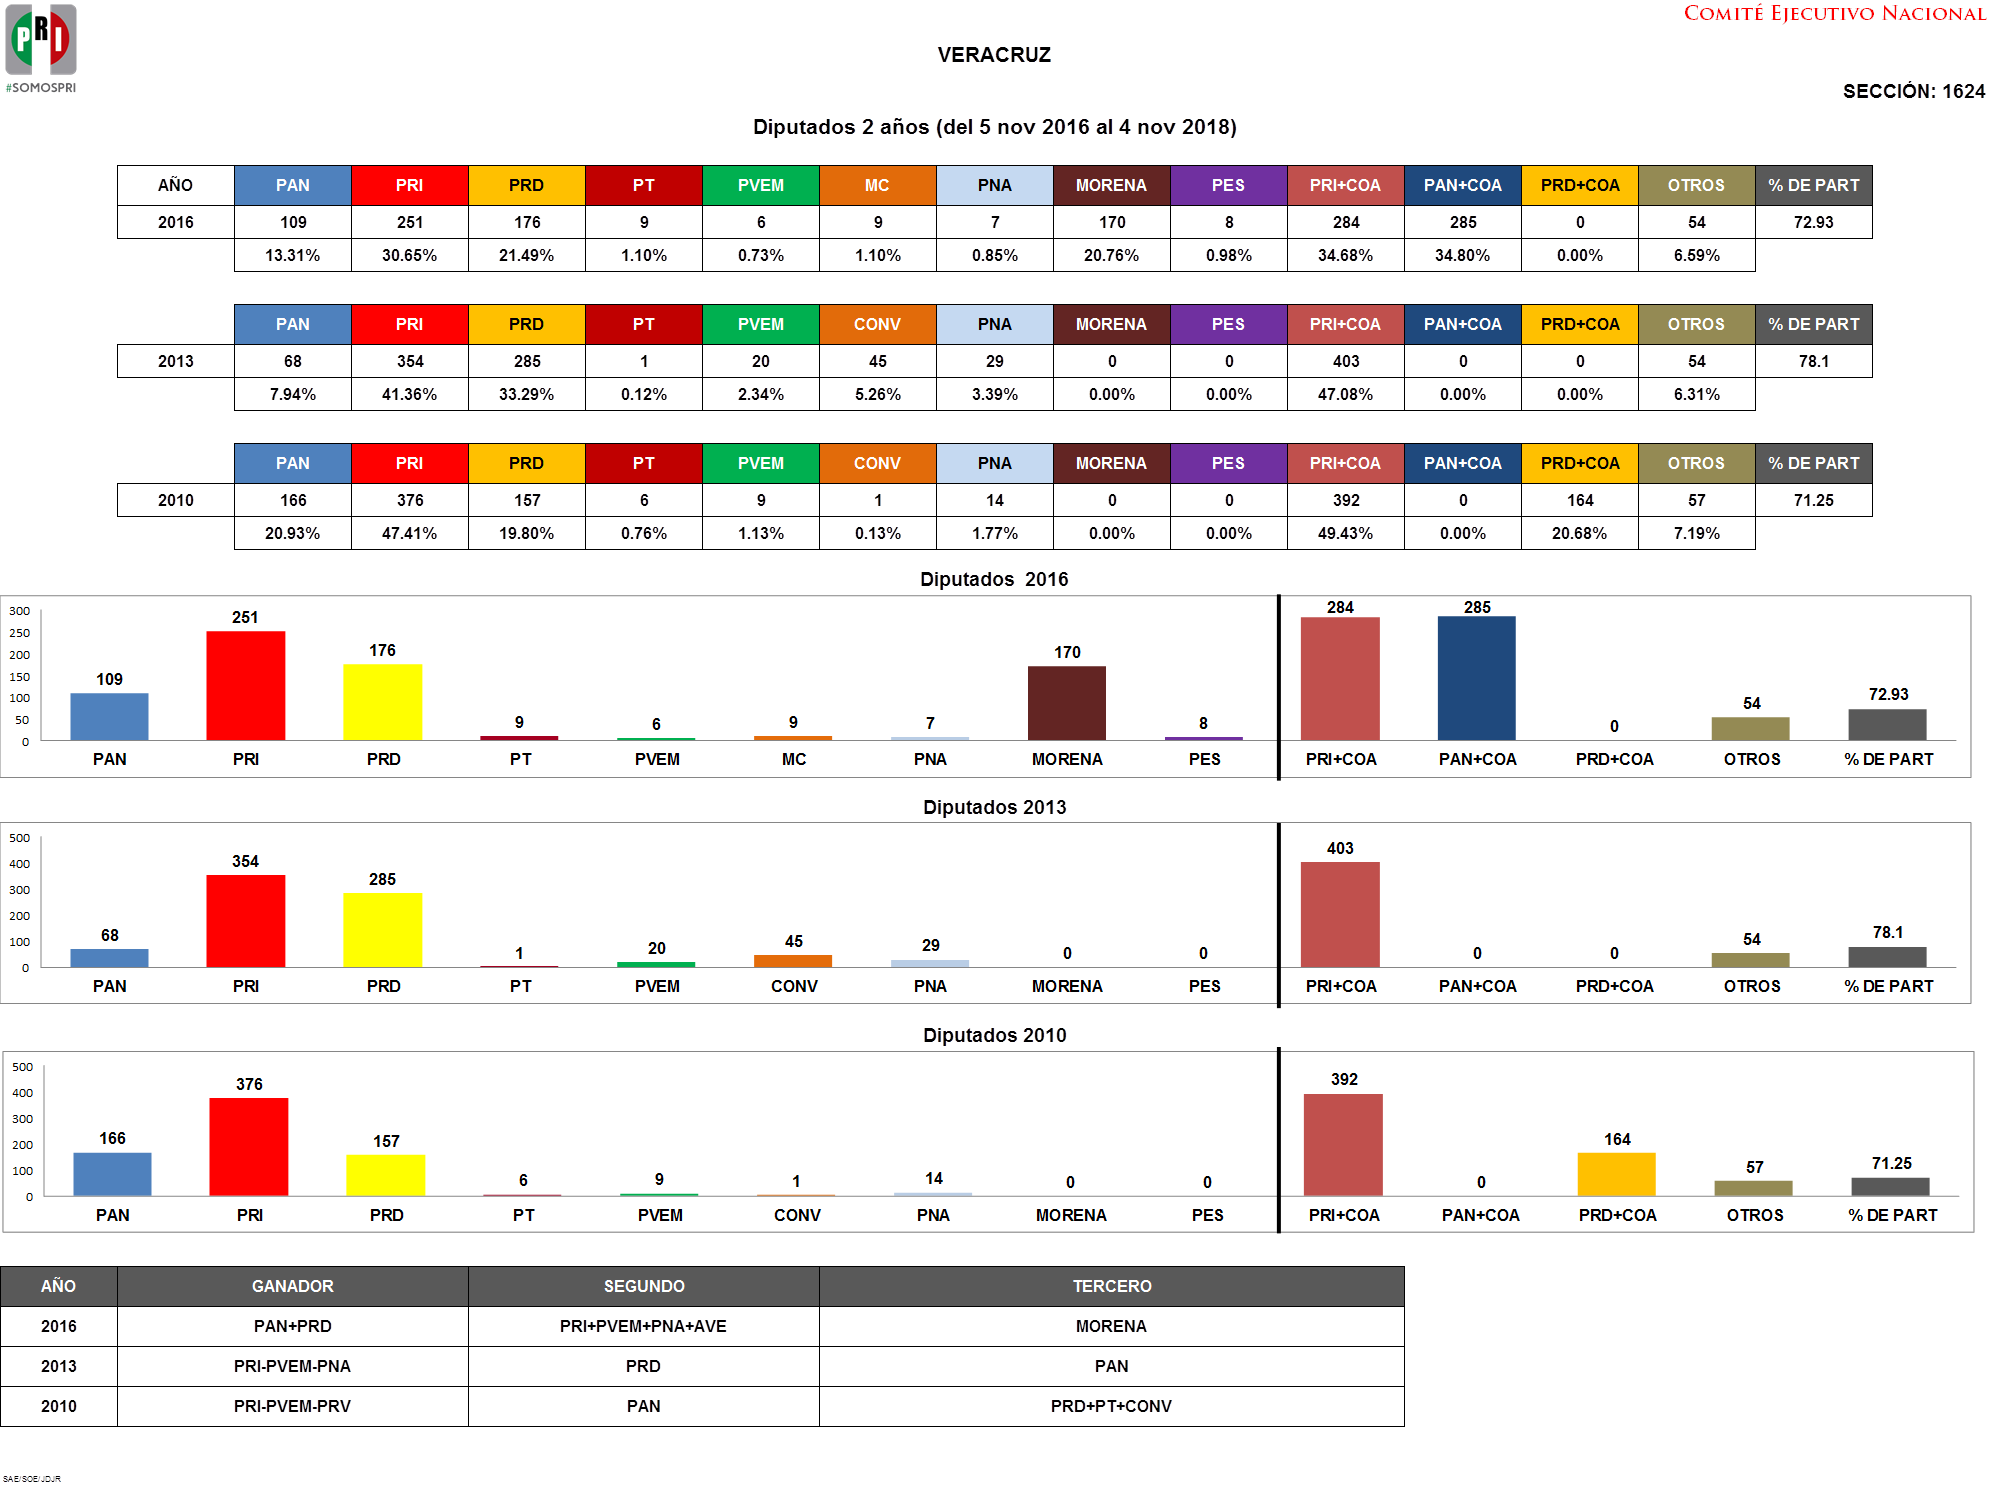 PRI
#SOMOSPRI
COMITÉ EJECUTIVO NACIONAL
VERACRUZ
SECCIÓN: 1624
Diputados 2 años (del 5 nov 2016 al 4 nov 2018)
AÑO PAN PRI PRD PT PVEM MC PNA MORENA PES PRI+COA PAN+COA PRD+COA OTROS % DE PART
2016 109 251 176 9 6 9 7 170 8 284 285 0 54 72.93
13.31% 30.65% 21.49% 1.10% 0.73% 1.10% 0.85% 20.76% 0.98% 34.68% 34.80% 0.00% 6.59%
PAN PRI PRD PT PVEM CONV PNA MORENA PES PRI+COA PAN+COA PRD+COA OTROS % DE PART
2013 68 354 285 1 20 45 29 0 0 403 0 0 54 78.1
7.94% 41.36% 33.29% 0.12% 2.34% 5.26% 3.39% 0.00% 0.00% 47.08% 0.00% 0.00% 6.31%
PAN PRI PRD PT PVEM CONV PNA MORENA PES PRI+COA PAN+COA PRD+COA OTROS % DE PART
2010 166 376 157 6 9 1 14 0 0 392 0 164 57 71.25
20.93% 47.41% 19.80% 0.76% 1.13% 0.13% 1.77% 0.00% 0.00% 49.43% 0.00% 20.68% 7.19%
Diputados 2016
300
250
200
150
100
50
0
109 251 176 9 6 9 7 170 8 284 285 0 54 72.93
PAN PRI PRD PT PVEM MC PNA MORENA PES PRI+COA PAN+COA PRD+COA OTROS % DE PART
Diputados 2013
500
400
300
200
100
0
68 354 285 1 20 45 29 0 0 403 0 0 54 78.1
PAN PRI PRD PT PVEM CONV PNA MORENA PES PRI+COA PAN+COA PRD+COA OTROS % DE PART
Diputados 2010
500
400
300
200
100
0
166 376 157 6 9 1 14 0 0 392 0 164 57 71.25
PAN PRI PRD PT PVEM CONV PNA MORENA PES PRI+COA PAN+COA PRD+COA OTROS % DE PART
AÑO GANADOR SEGUNDO TERCERO
2016 PAN+PRD PRI+PVEM+PNA+AVE MORENA
2013 PRI-PVEM-PNA PRD PAN
2010 PRI-PVEM-PRV PAN PRD+PT+CONV
SAE/SOE/JDJR